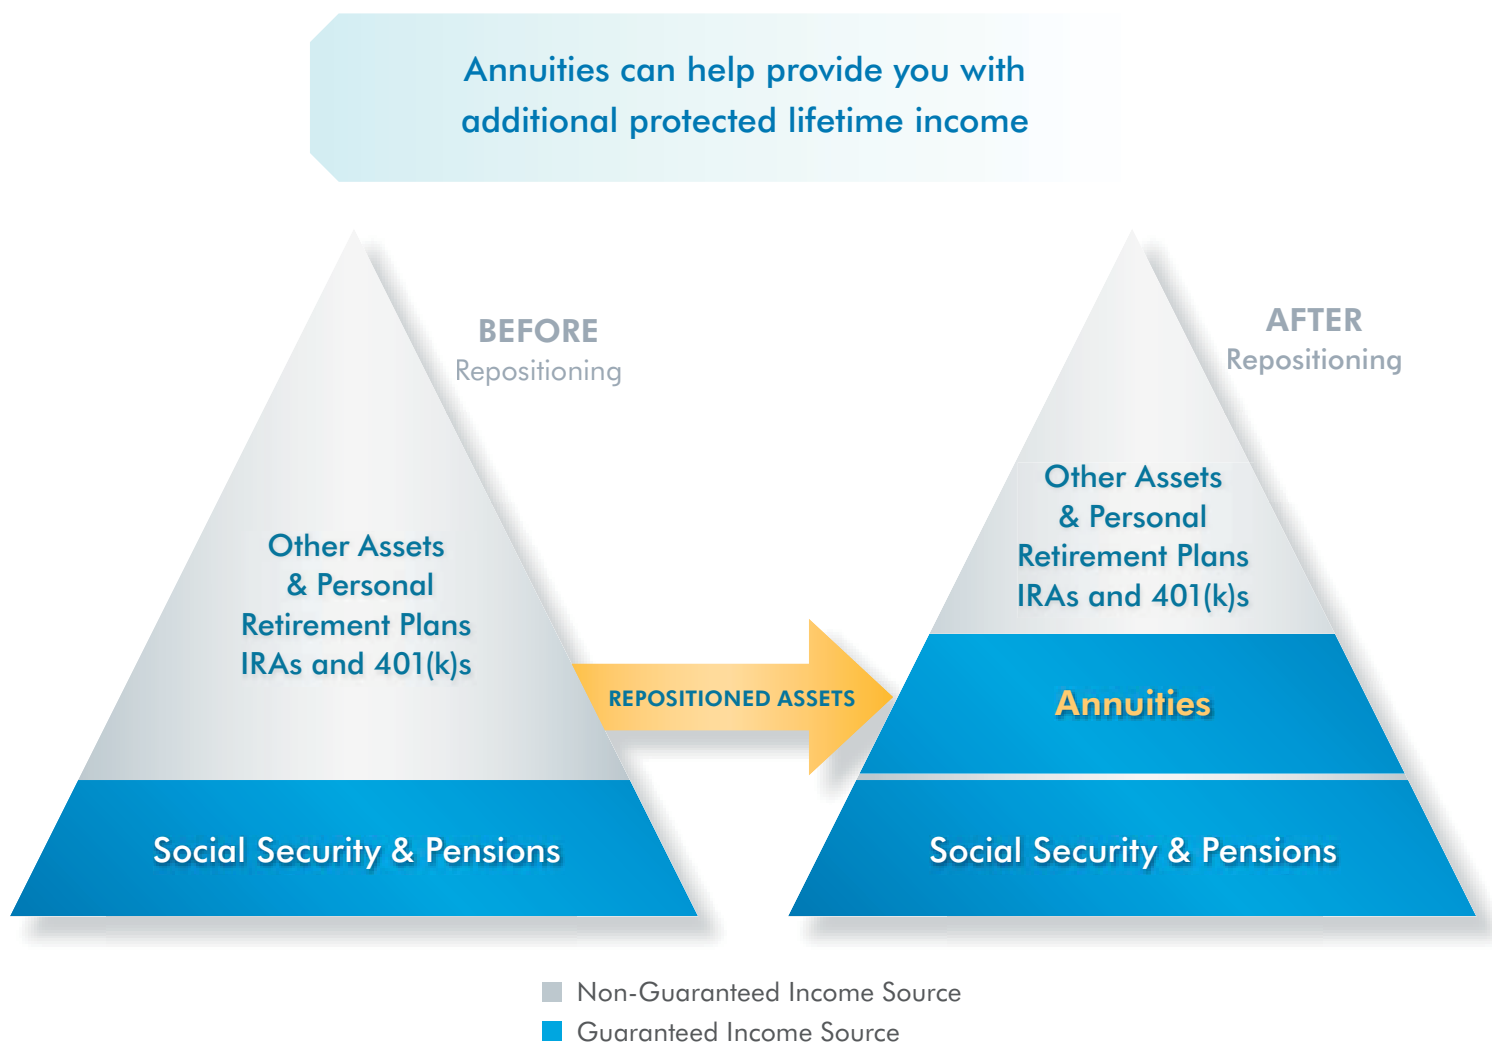 Annuities can help provide you with
additional protected lifetime income
BEFORE
Repositioning
Other Assets
& Personal
Retirement Plans
IRAs and 401(k)s
Social Security & Pensions
REPOSITIONED ASSETS
AFTER
Repositioning
Other Assets
& Personal
Retirement Plans
IRAs and 401(k)s
Annuities
Social Security & Pensions
Non-Guaranteed Income Source
Guaranteed Income Source